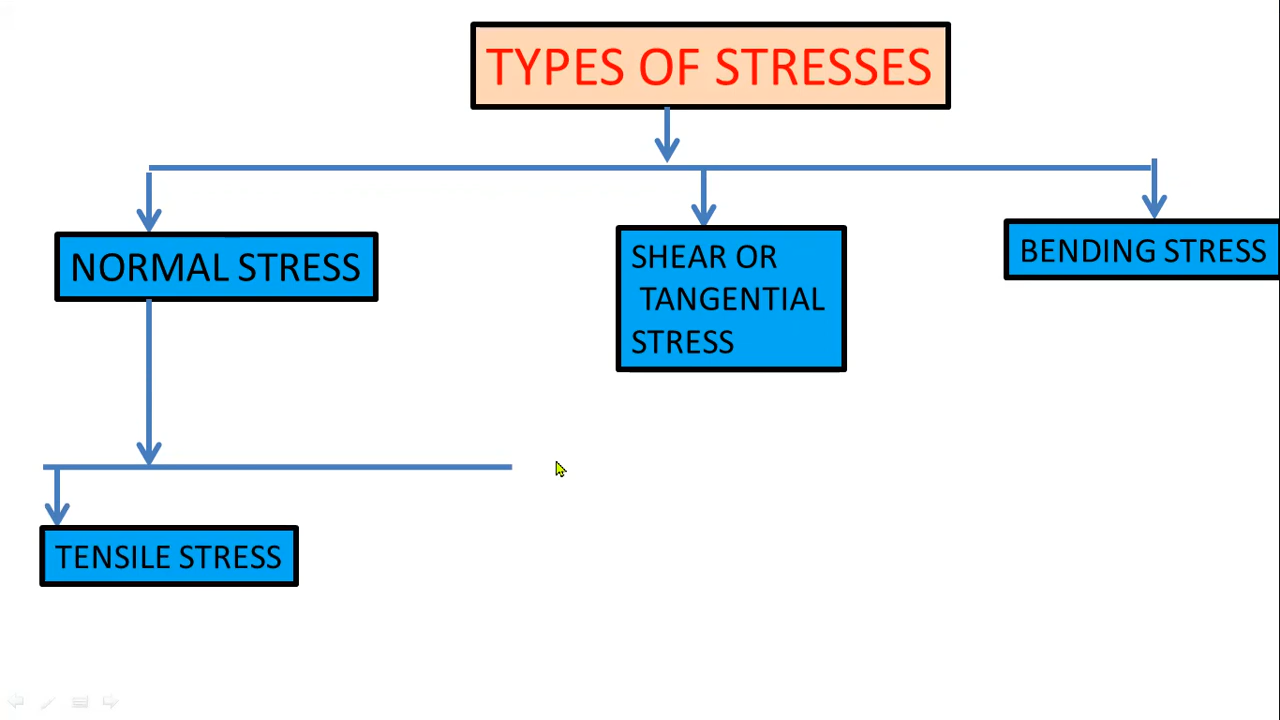 TYPES OF STRESSES
NORMAL STRESS
SHEAR OR
TANGENTIAL
STRESS
BENDING STRESS
TENSILE STRESS